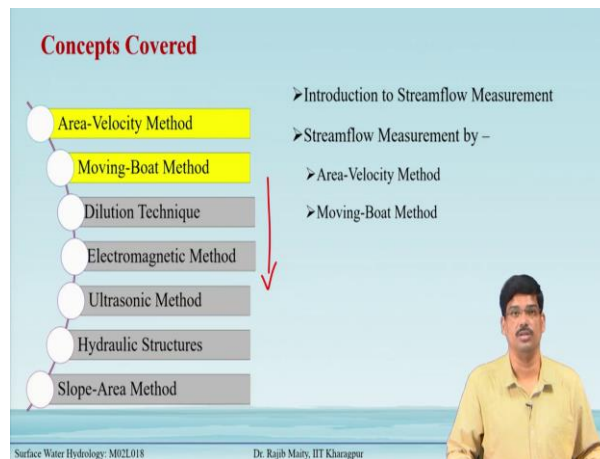 Concepts Covered
Area-Velocity Method
Moving-Boat Method
Dilution Technique
Electromagnetic Method
Ultrasonic Method
Hydraulic Structures
Slope-Area Method
➢Introduction to Streamflow Measurement
➢Streamflow Measurement by –
➢Area-Velocity Method
➢Moving-Boat Method
Surface Water Hydrology: M02L018
Dr. Rajib Maity, IIT Kharagpur